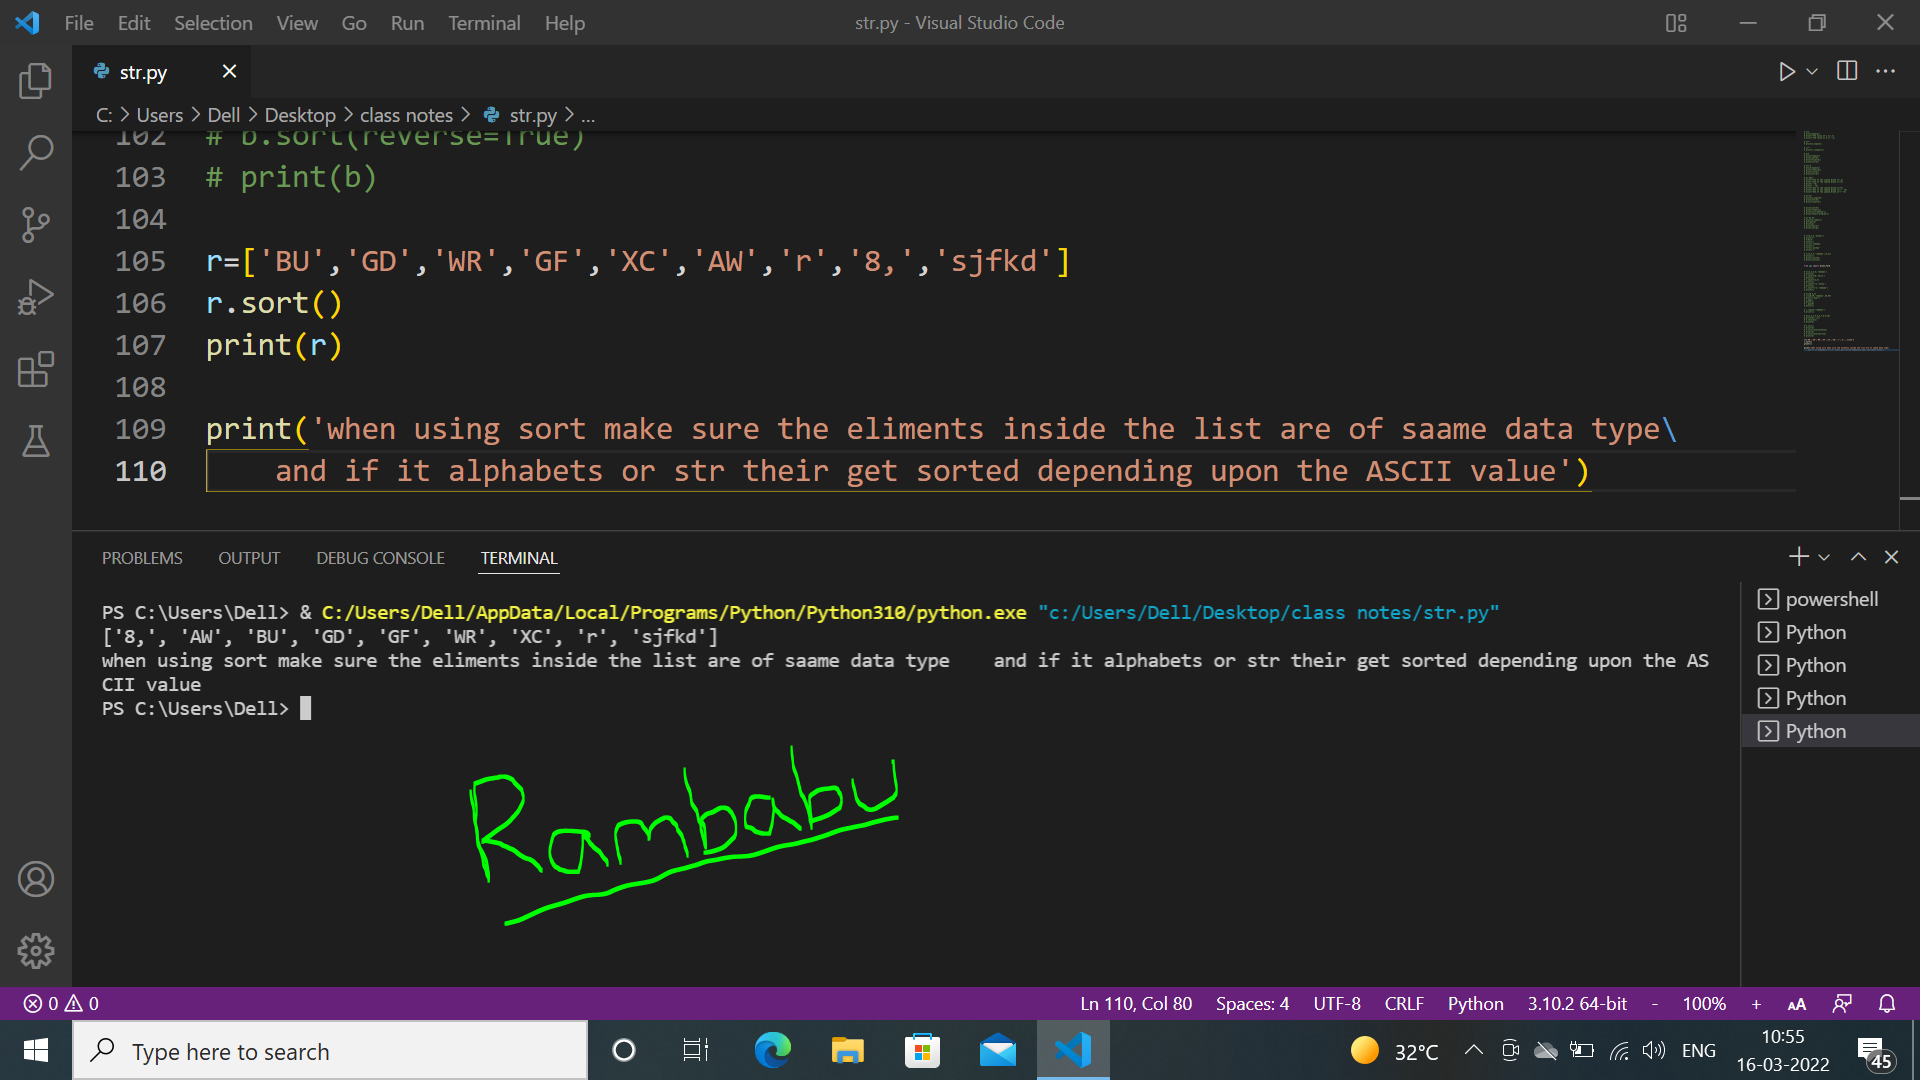 File Edit Selection View Go Run Terminal Help str.py - Visual Studio Code
str.py
C: > Users > Dell > Desktop > class notes > str.py > ...
102 # b.sort(reverse=True)
103 # print(b)
104
105 r=['BU','GD','WR','GF','XC','AW','r','8,','sjfkd']
106 r.sort()
107 print(r)
108
109 print('when using sort make sure the eliments inside the list are of saame data type\
110 and if it alphabets or str their get sorted depending upon the ASCII value')
PROBLEMS OUTPUT DEBUG CONSOLE TERMINAL
PS C:\Users\Dell> & C:/Users/Dell/AppData/Local/Programs/Python/Python310/python.exe "c:/Users/Dell/Desktop/class notes/str.py"
['8,', 'AW', 'BU', 'GD', 'GF', 'WR', 'XC', 'r', 'sjfkd']
when using sort make sure the eliments inside the list are of saame data type    and if it alphabets or str their get sorted depending upon the AS
CII value
PS C:\Users\Dell>
powershell
Python
Python
Python
Python
Rambabu
0 0 Ln 110, Col 80 Spaces: 4 UTF-8 CRLF Python 3.10.2 64-bit - 100% +
Type here to search
32°C ENG
10:55
16-03-2022
45